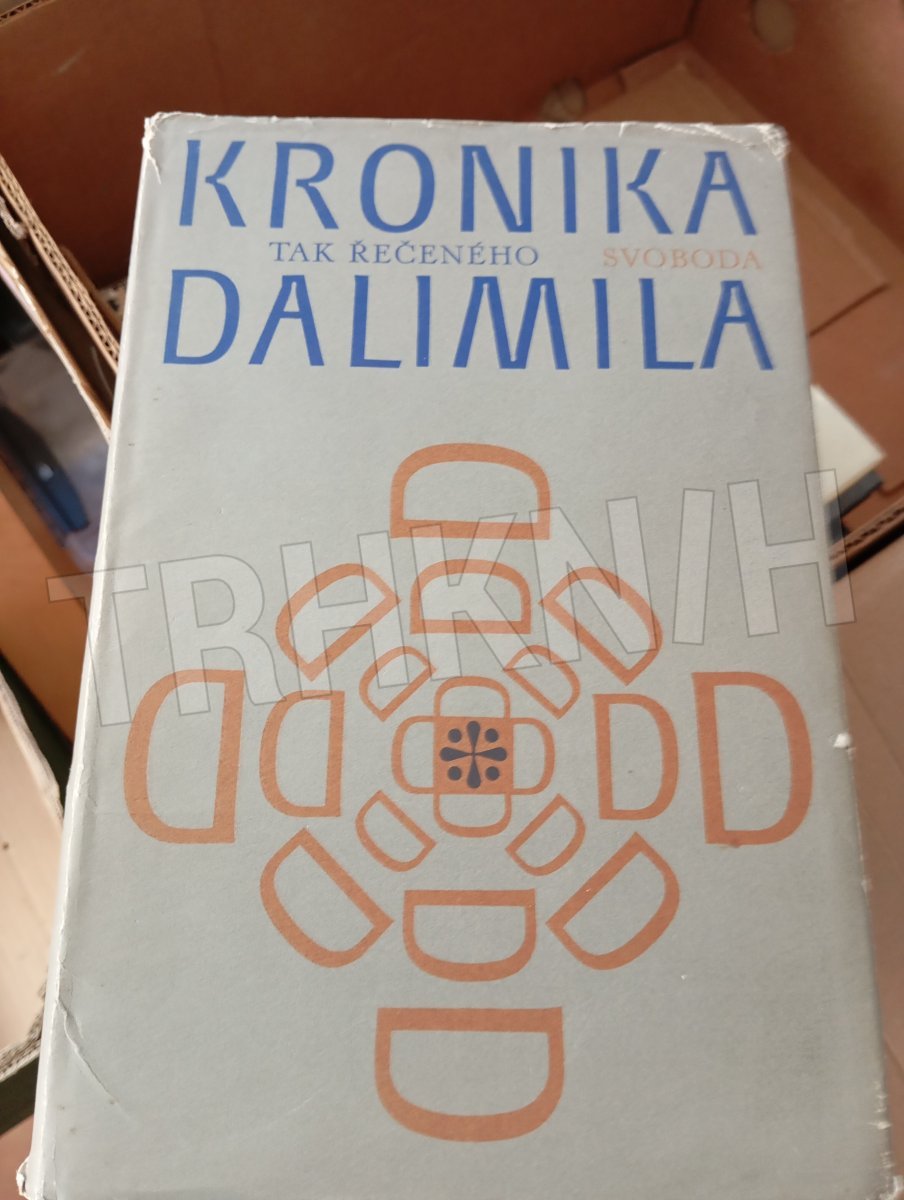 KRONIKA
TAK ŘEČENÉHO SVOBODA
DALIMILA
TRHKNIH